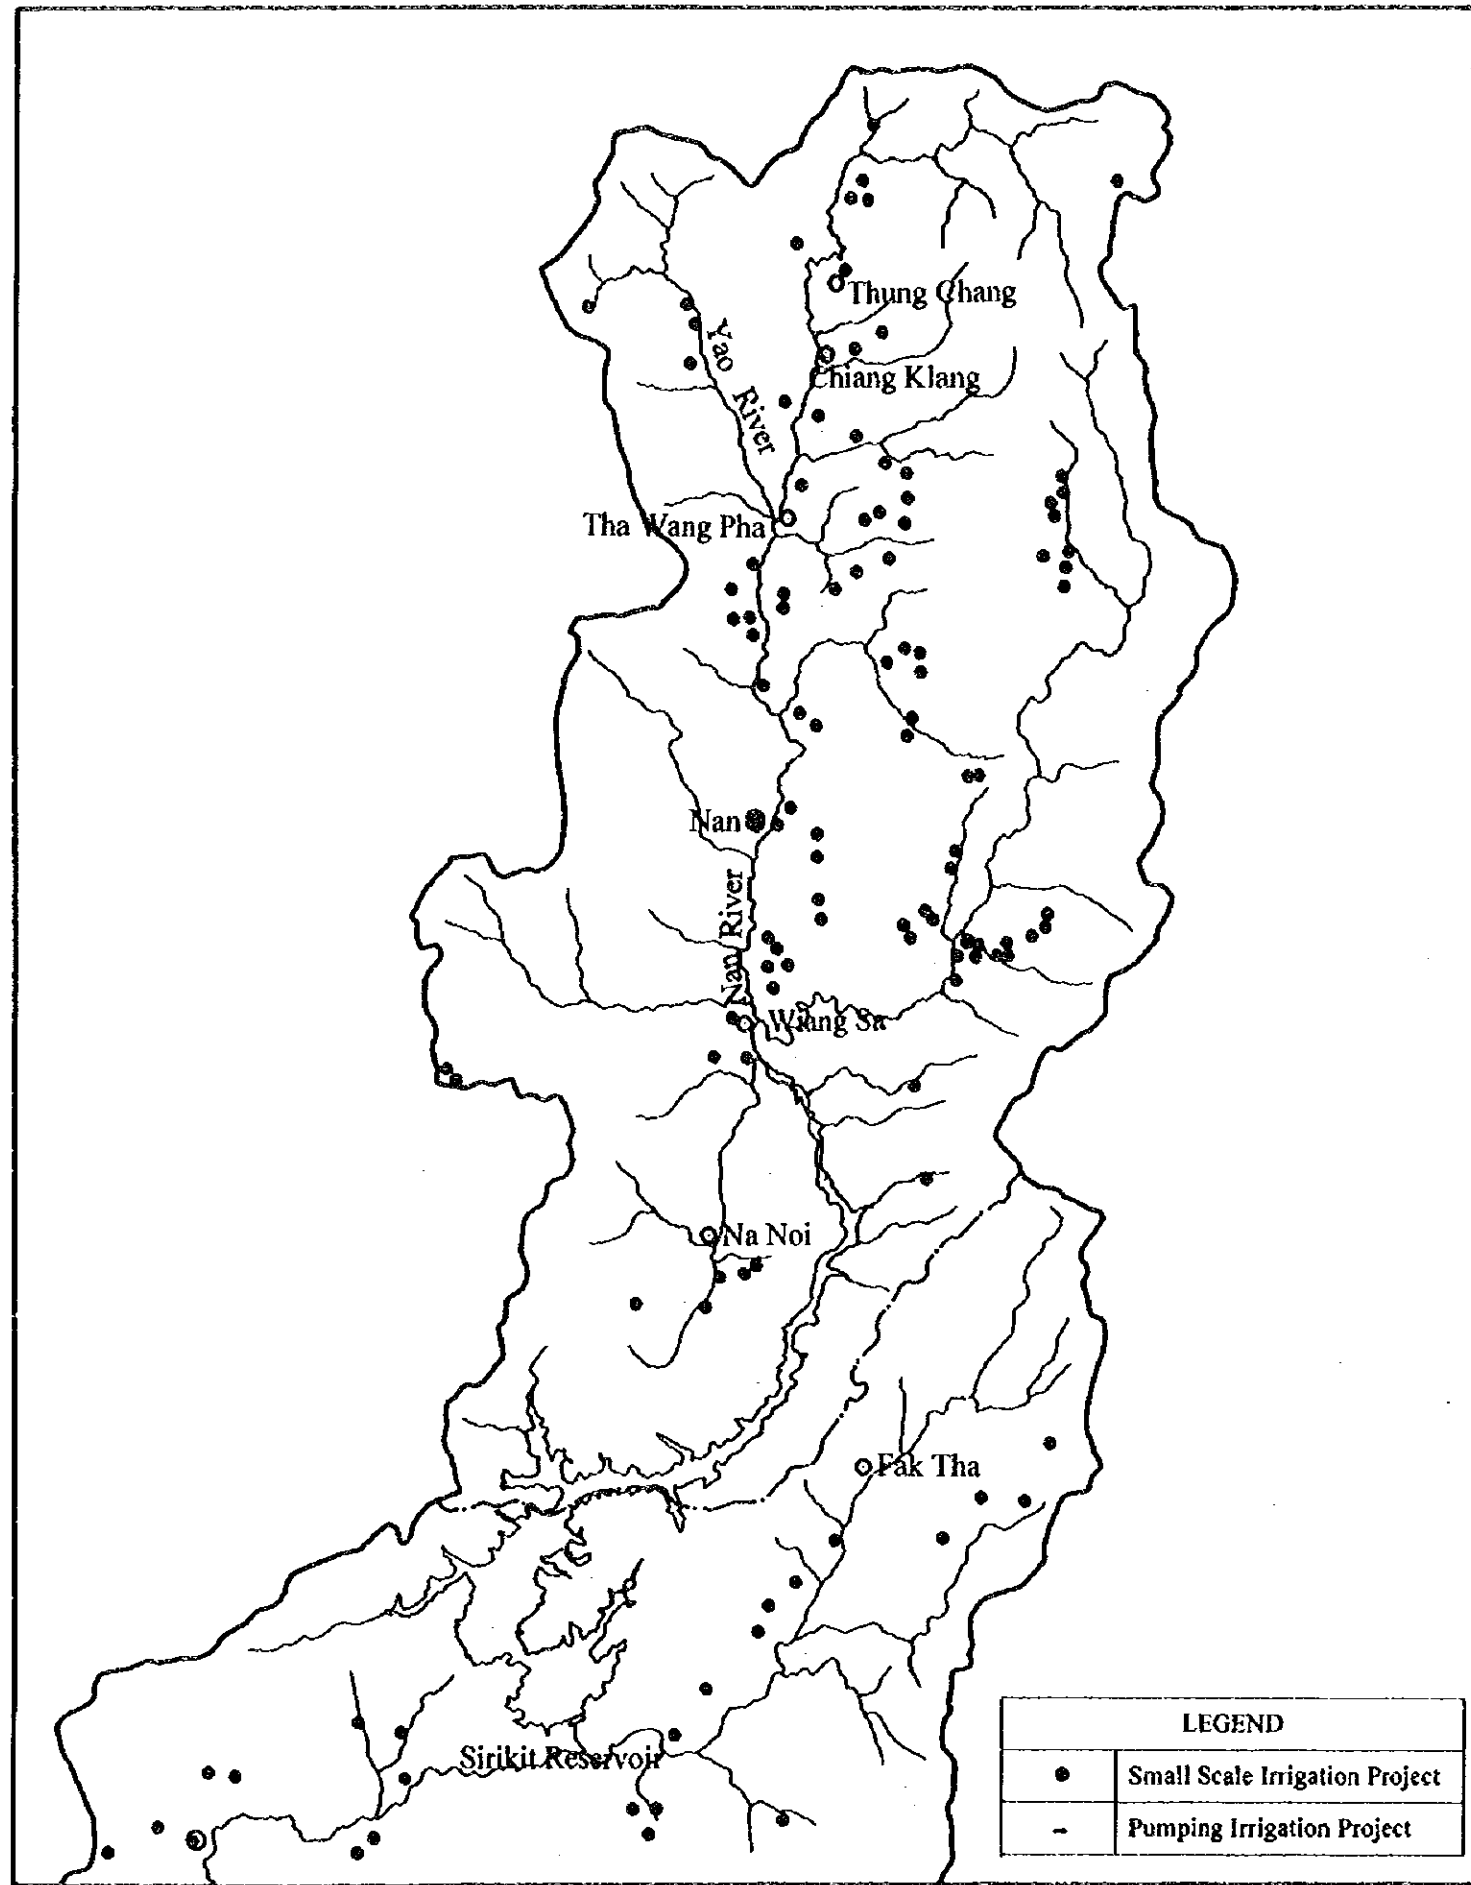 Thung Chang
Yao River
Chiang Klang
Tha Wang Pha
Nan
Nan River
Wiang Sa
Na Noi
Fak Tha
Sirikit Reservoir
LEGEND
Small Scale Irrigation Project
Pumping Irrigation Project